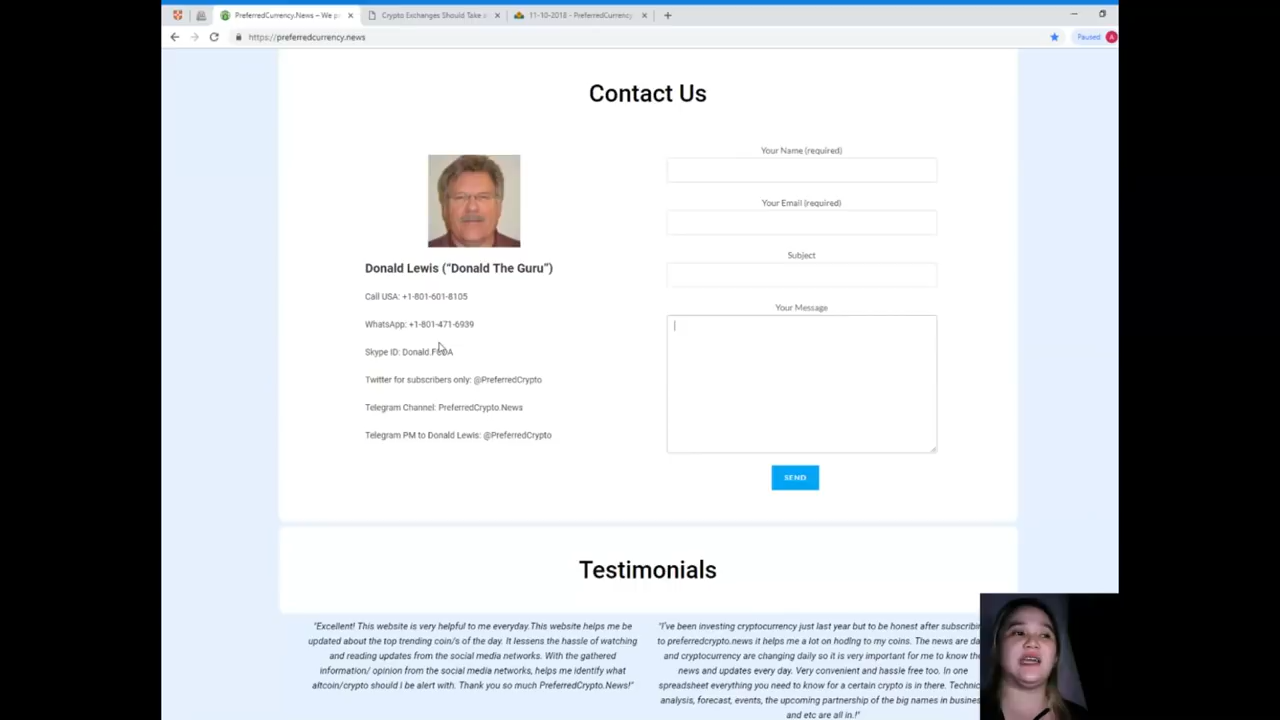 PreferredCurrency.News – We p
Crypto Exchanges Should Take a
11-10-2018 - PreferredCurrency
https://preferredcurrency.news
Paused
A
Contact Us
Donald Lewis (“Donald The Guru”)
Call USA: +1-801-601-8105
WhatsApp: +1-801-471-6939
Skype ID: Donald.FCDA
Twitter for subscribers only: @PreferredCrypto
Telegram Channel: PreferredCrypto.News
Telegram PM to Donald Lewis: @PreferredCrypto
Your Name (required)
Your Email (required)
Subject
Your Message
SEND
Testimonials
"Excellent! This website is very helpful to me everyday.This website helps me be
updated about the top trending coin/s of the day. It lessens the hassle of watching
and reading updates from the social media networks. With the gathered
information/ opinion from the social media networks, helps me identify what
altcoin/crypto should I be alert with. Thank you so much PreferredCrypto.News!"
"I've been investing cryptocurrency just last year but to be honest after subscribin
to preferredcrypto.news it helps me a lot on hodlng to my coins. The news are da
and cryptocurrency are changing daily so it is very important for me to know the
news and updates every day. Very convenient and hassle free too. In one
spreadsheet everything you need to know for a certain crypto is in there. Technic
analysis, forecast, events, the upcoming partnership of the big names in busines
and etc are all in.!"